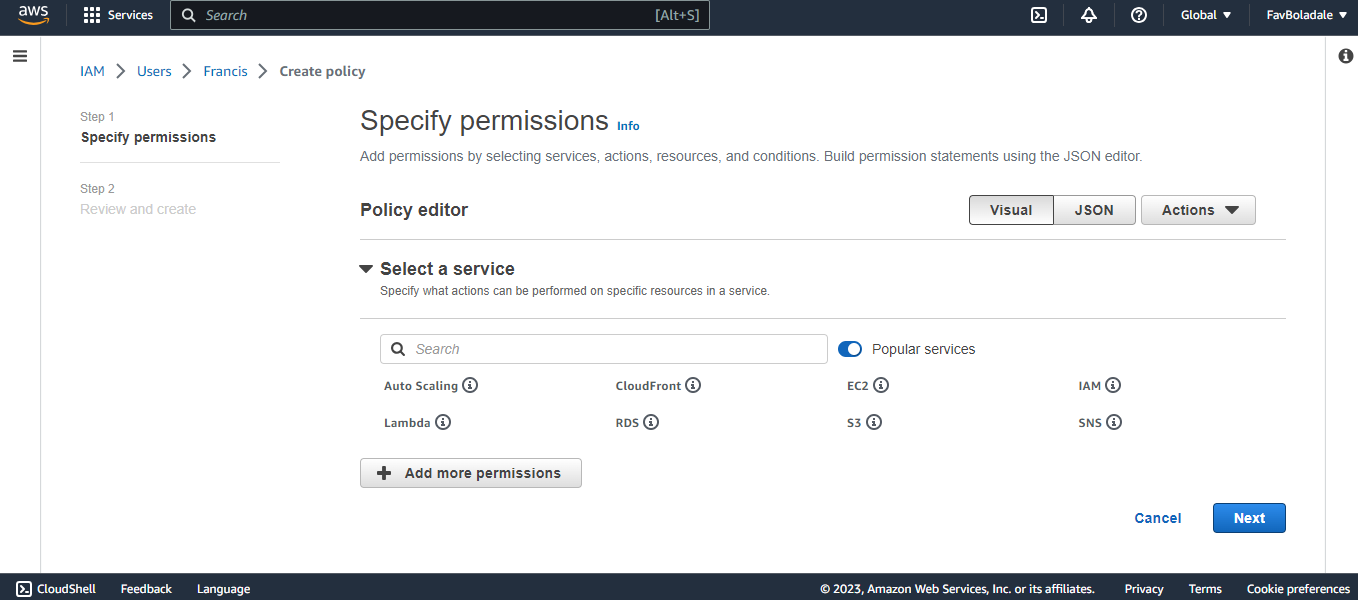 aws
Services
Search
[Alt+S]
Global
FavBoladale
IAM
Users
Francis
Create policy
Step 1
Specify permissions
Step 2
Review and create
Specify permissions Info
Add permissions by selecting services, actions, resources, and conditions. Build permission statements using the JSON editor.
Policy editor
Visual
JSON
Actions
Select a service
Specify what actions can be performed on specific resources in a service.
Search
Popular services
Auto Scaling
CloudFront
EC2
IAM
Lambda
RDS
S3
SNS
Add more permissions
Cancel
Next
CloudShell
Feedback
Language
© 2023, Amazon Web Services, Inc. or its affiliates.
Privacy
Terms
Cookie preferences